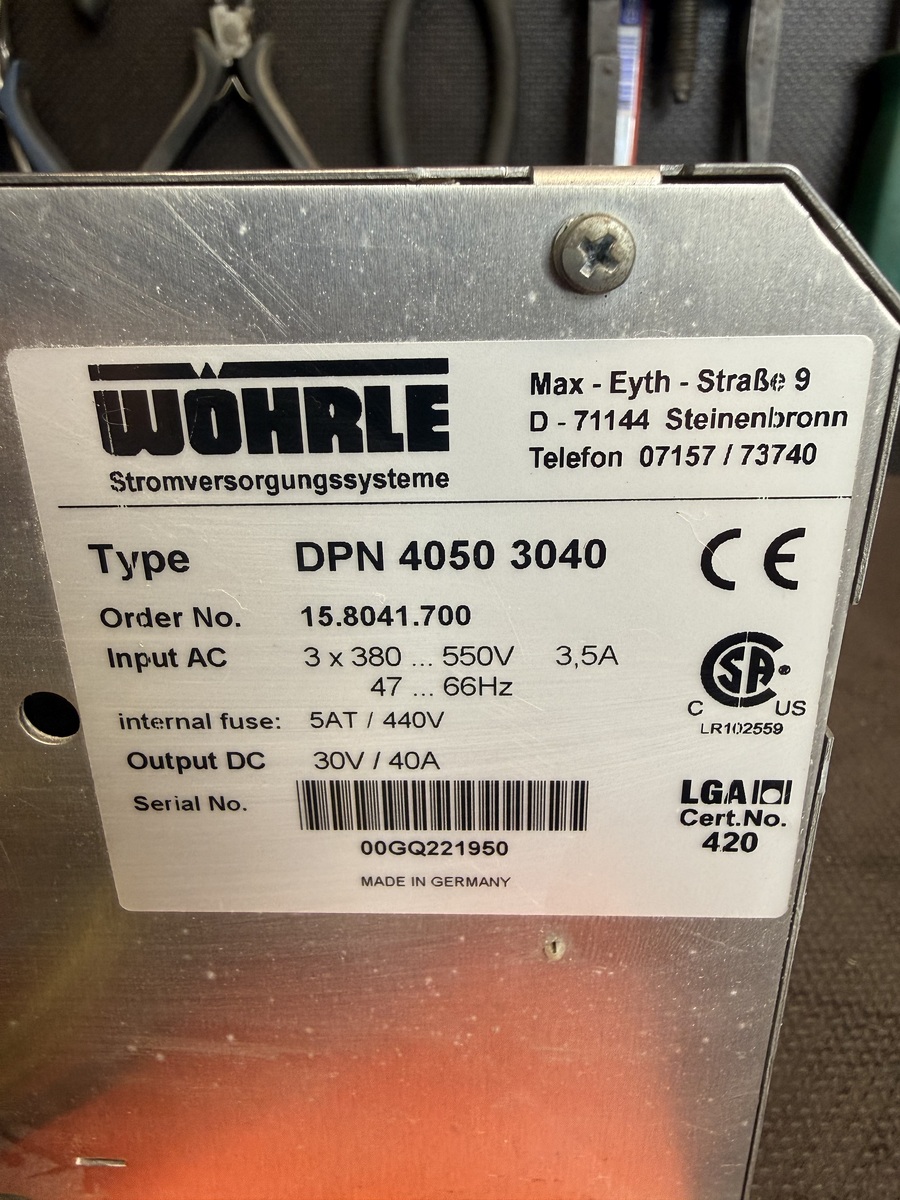 WÖHRLE
Stromversorgungssysteme
Max - Eyth - Straße 9
D - 71144 Steinenbronn
Telefon 07157 / 73740
Type DPN 4050 3040
CE
Order No. 15.8041.700
Input AC 3 x 380 ... 550V 3,5A
47 ... 66Hz
SA
C US
LR102559
internal fuse: 5AT / 440V
Output DC 30V / 40A
Serial No.
00GQ221950
MADE IN GERMANY
LGA
Cert.No.
420